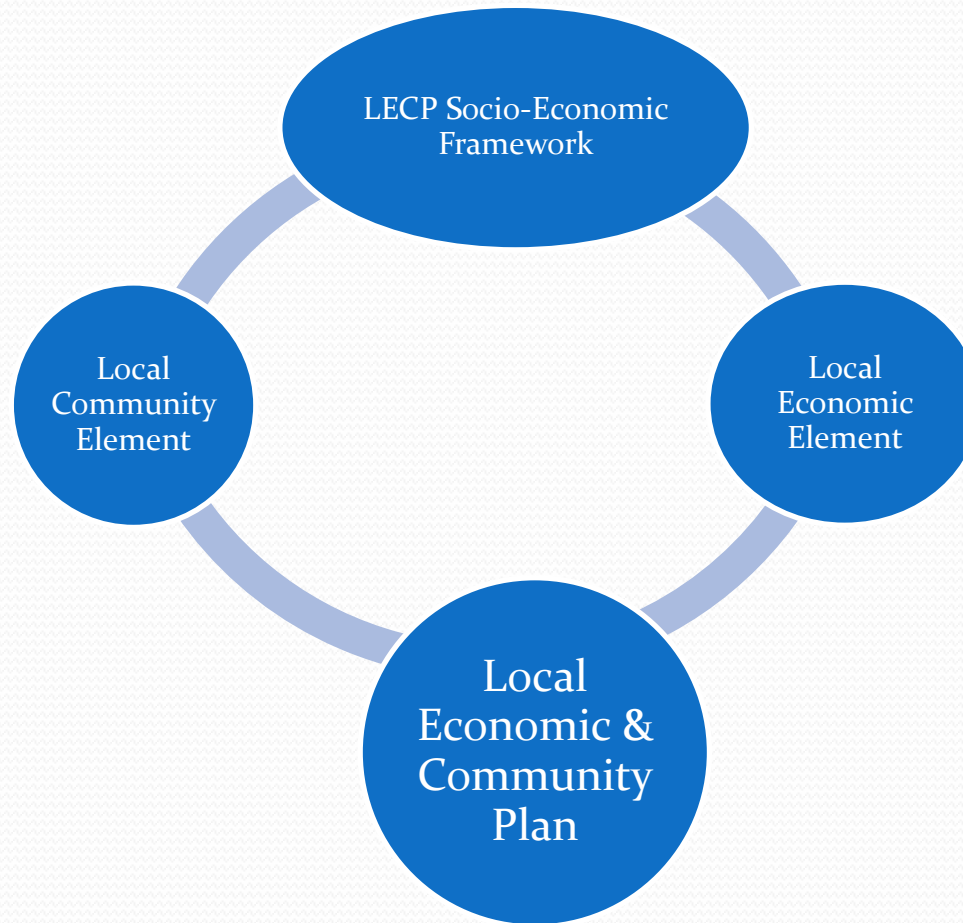 LECP Socio-Economic
Framework
Local
Community
Element
Local
Economic
Element
Local
Economic &
Community
Plan